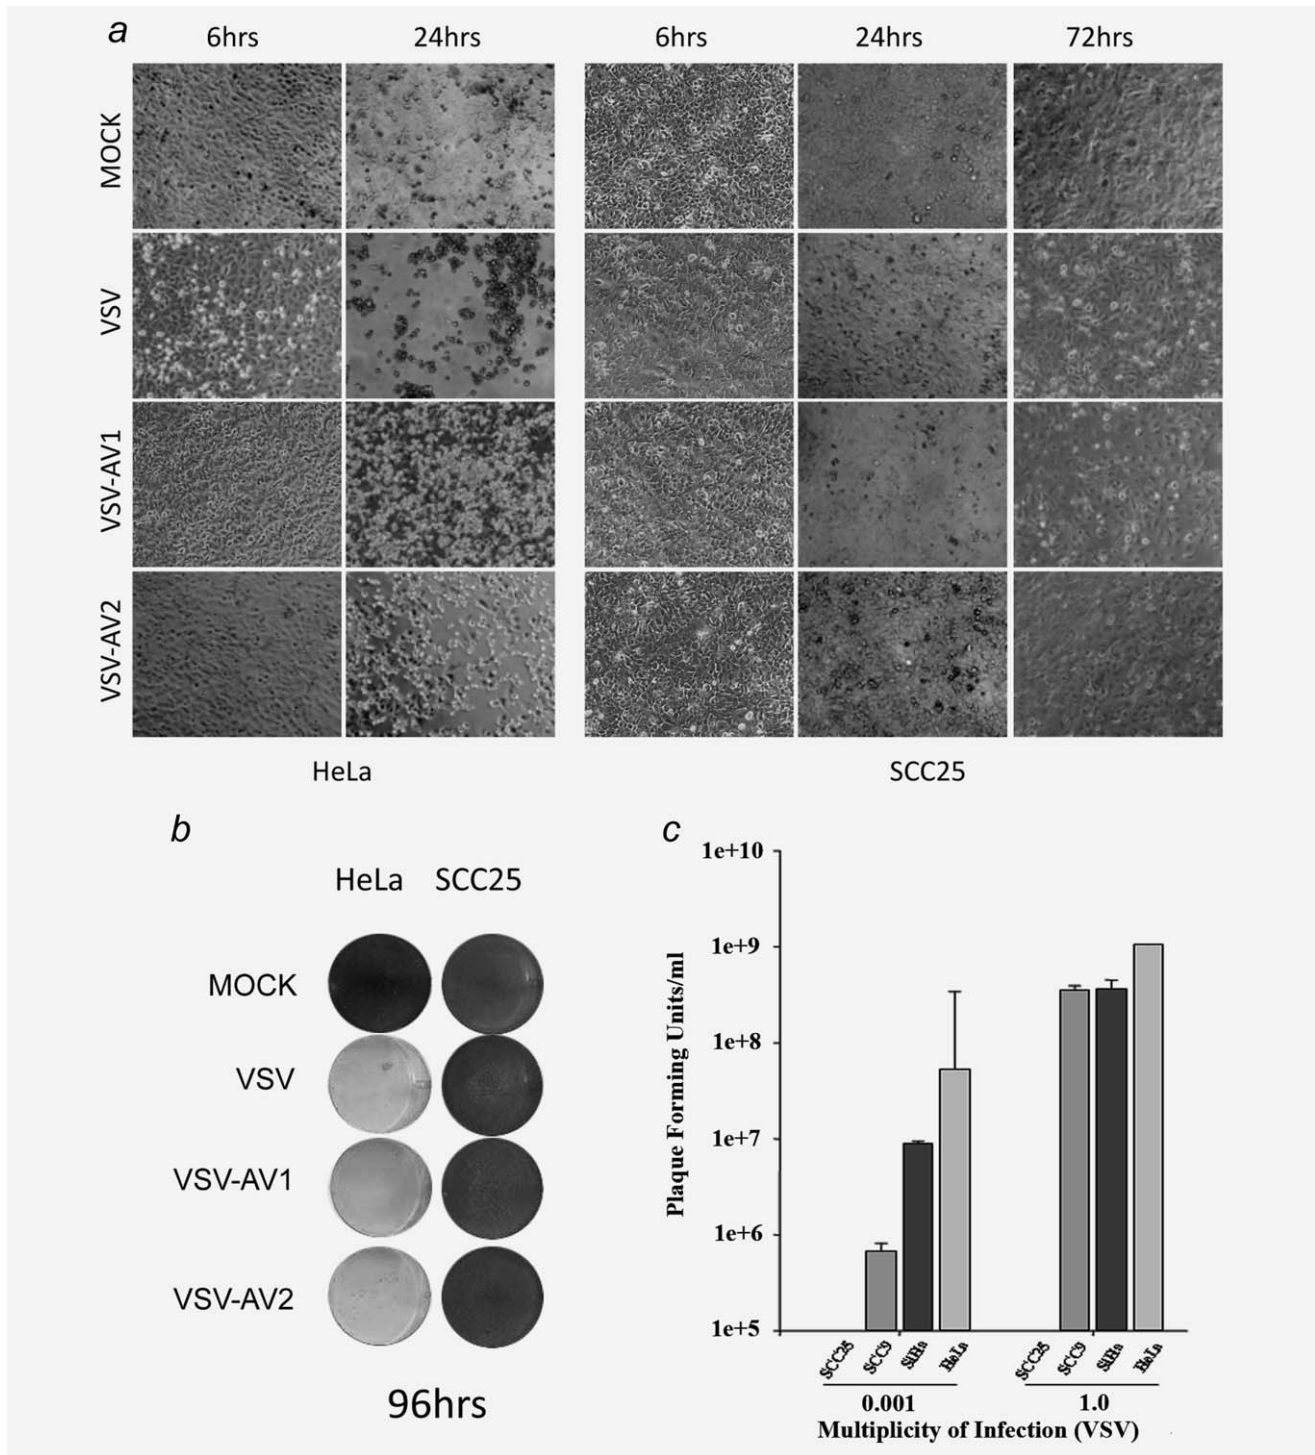 a
6hrs 24hrs 6hrs 24hrs 72hrs
MOCK
VSV
VSV-AV1
VSV-AV2
HeLa SCC25
b
HeLa SCC25
MOCK
VSV
VSV-AV1
VSV-AV2
96hrs
c
Plaque Forming Units/ml
1e+10
1e+9
1e+8
1e+7
1e+6
1e+5
SCC25 SCC9 SiHa HeLa SCC25 SCC9 SiHa HeLa
0.001 1.0
Multiplicity of Infection (VSV)